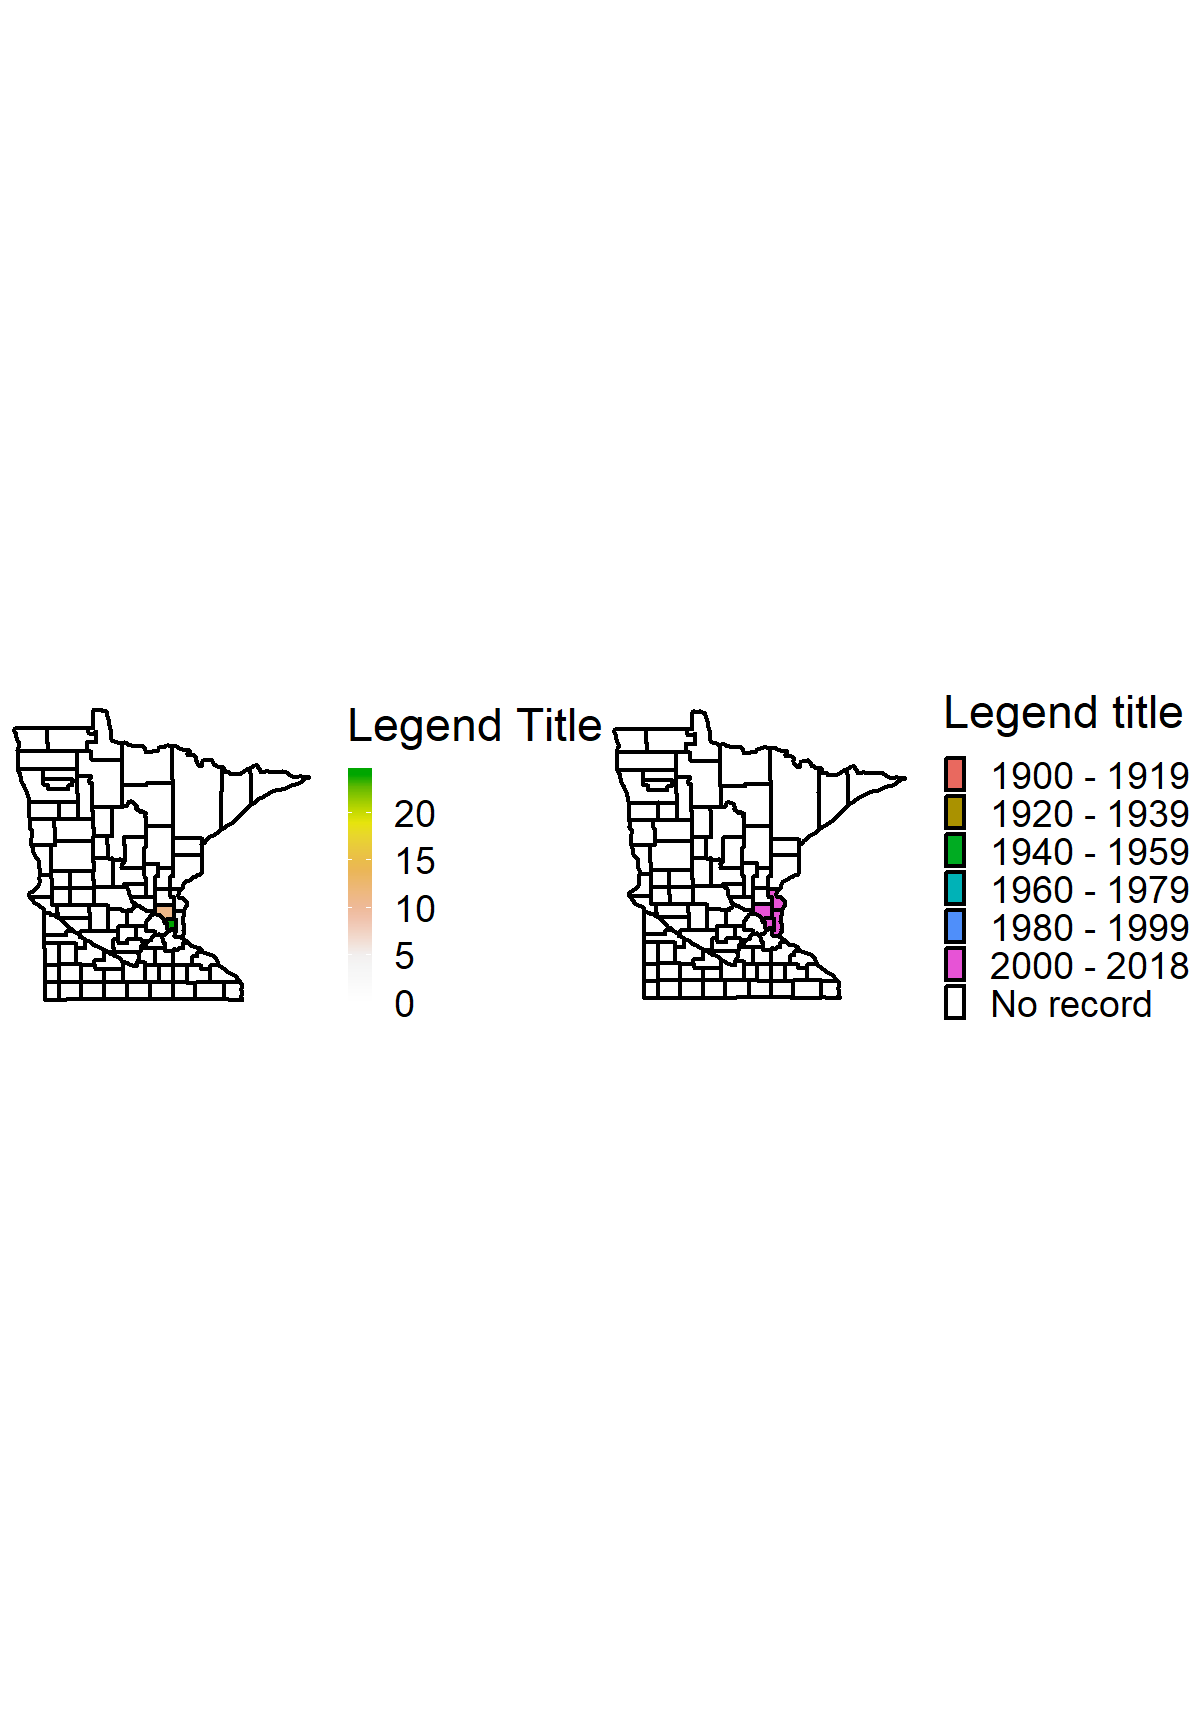 Legend Title
20
15
10
5
0
Legend title
1900 - 1919
1920 - 1939
1940 - 1959
1960 - 1979
1980 - 1999
2000 - 2018
No record